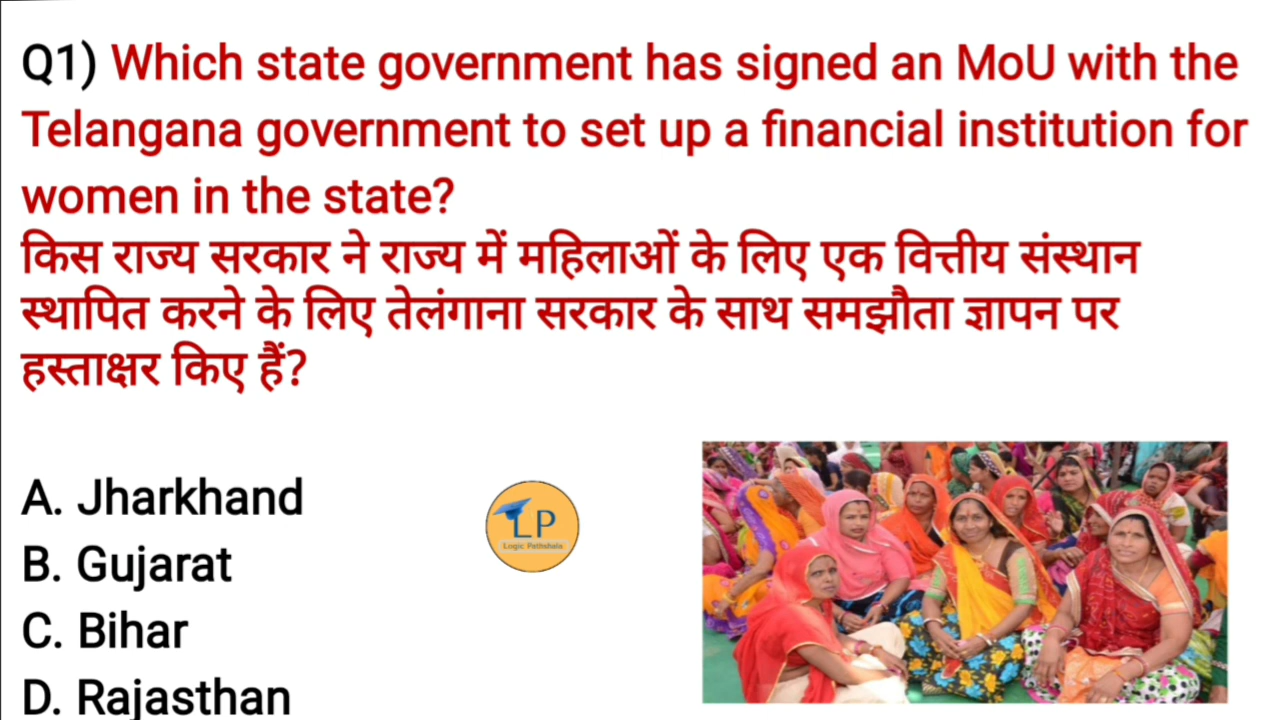 Q1) Which state government has signed an MoU with the
Telangana government to set up a financial institution for
women in the state?
किस राज्य सरकार ने राज्य में महिलाओं के लिए एक वित्तीय संस्थान
स्थापित करने के लिए तेलंगाना सरकार के साथ समझौता ज्ञापन पर
हस्ताक्षर किए हैं?
A. Jharkhand
B. Gujarat
C. Bihar
D. Rajasthan
LP
Logic Pathshala